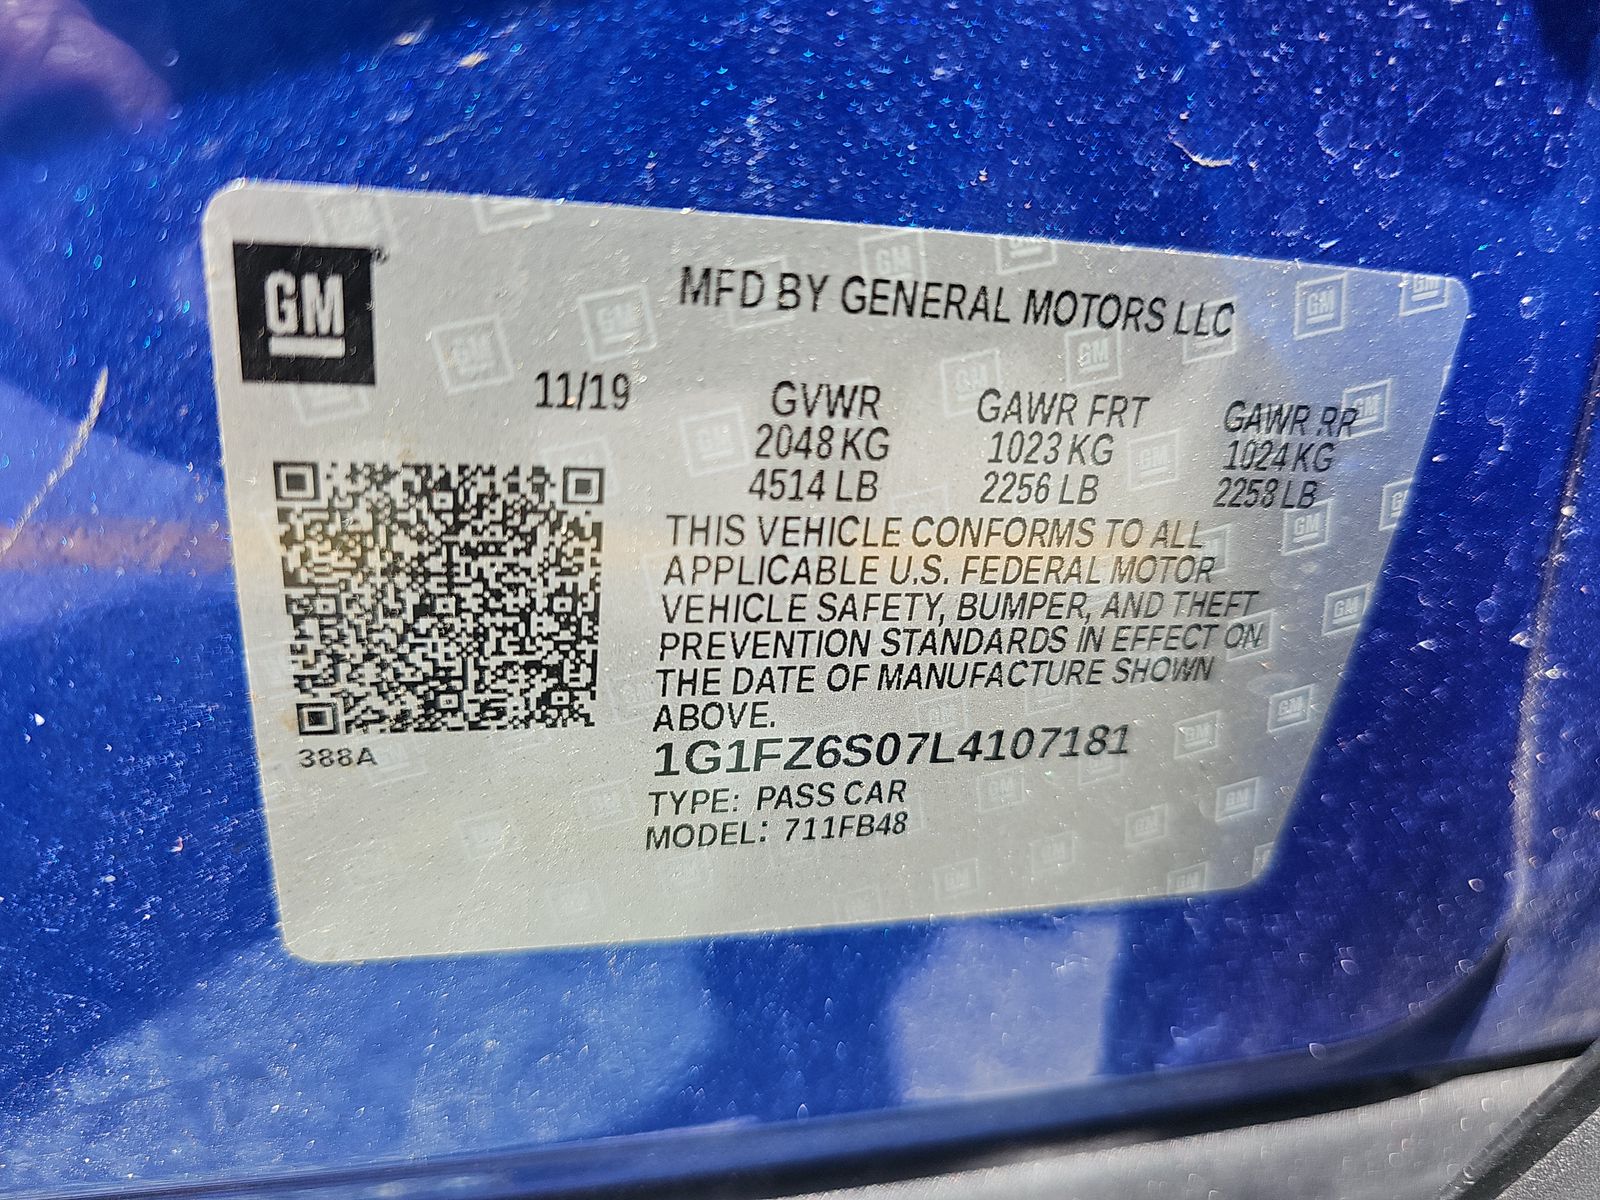 GM
MFD BY GENERAL MOTORS LLC
11/19 GVWR GAWR FRT GAWR RR
2048 KG 1023 KG 1024 KG
4514 LB 2256 LB 2258 LB
THIS VEHICLE CONFORMS TO ALL
APPLICABLE U.S. FEDERAL MOTOR
VEHICLE SAFETY, BUMPER, AND THEFT
PREVENTION STANDARDS IN EFFECT ON
THE DATE OF MANUFACTURE SHOWN
ABOVE.
388A
1G1FZ6S07L4107181
TYPE: PASS CAR
MODEL: 711FB48